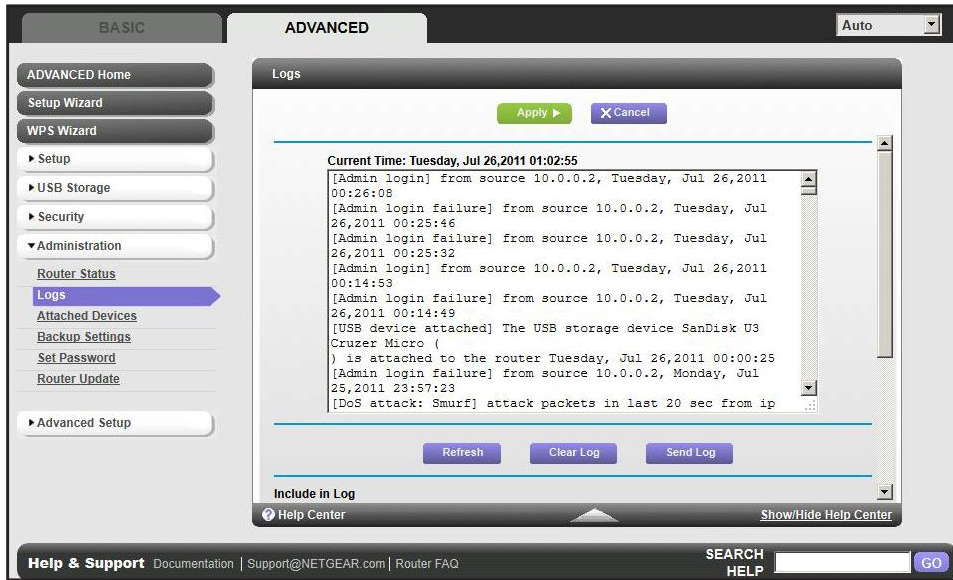 BASIC
ADVANCED
Auto
ADVANCED Home
Setup Wizard
WPS Wizard
Setup
USB Storage
Security
Administration
Router Status
Logs
Attached Devices
Backup Settings
Set Password
Router Update
Advanced Setup
Logs
Apply
Cancel
Current Time: Tuesday, Jul 26,2011 01:02:55
[Admin login] from source 10.0.0.2, Tuesday, Jul 26,2011
00:26:08
[Admin login failure] from source 10.0.0.2, Tuesday, Jul
26,2011 00:25:46
[Admin login failure] from source 10.0.0.2, Tuesday, Jul
26,2011 00:25:32
[Admin login] from source 10.0.0.2, Tuesday, Jul 26,2011
00:14:53
[Admin login failure] from source 10.0.0.2, Tuesday, Jul
26,2011 00:14:49
[USB device attached] The USB storage device SanDisk U3
Cruzer Micro (
) is attached to the router Tuesday, Jul 26,2011 00:00:25
[Admin login failure] from source 10.0.0.2, Monday, Jul
25,2011 23:57:23
[DoS attack: Smurf] attack packets in last 20 sec from ip
Refresh
Clear Log
Send Log
Include in Log
Help Center
Show/Hide Help Center
Help & Support Documentation | Support@NETGEAR.com | Router FAQ
SEARCH
HELP
GO